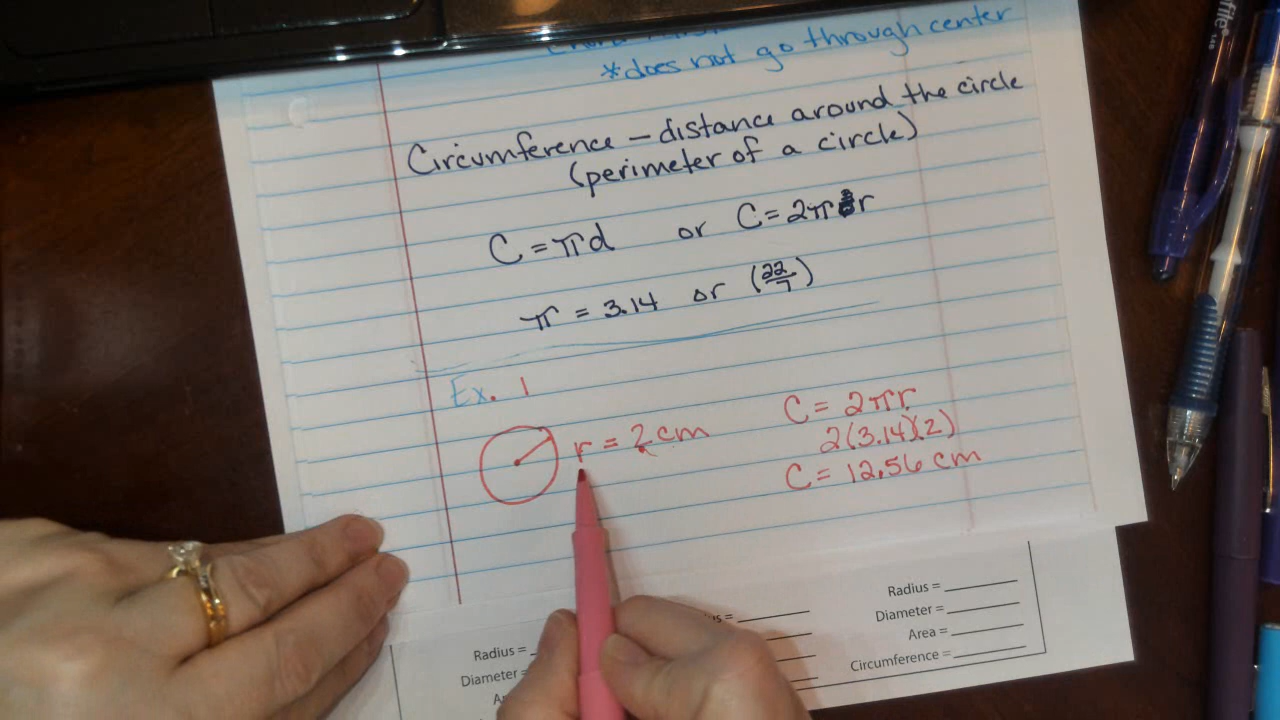 *does not go through center
Circumference – distance around the circle
(perimeter of a circle)
C = πd or C = 2πr
π = 3.14 or (22/7)
Ex. 1
r = 2cm
C = 2πr
2(3.14)(2)
C = 12.56 cm
Radius =
Diameter =
Radius =
Diameter =
Area =
Circumference =